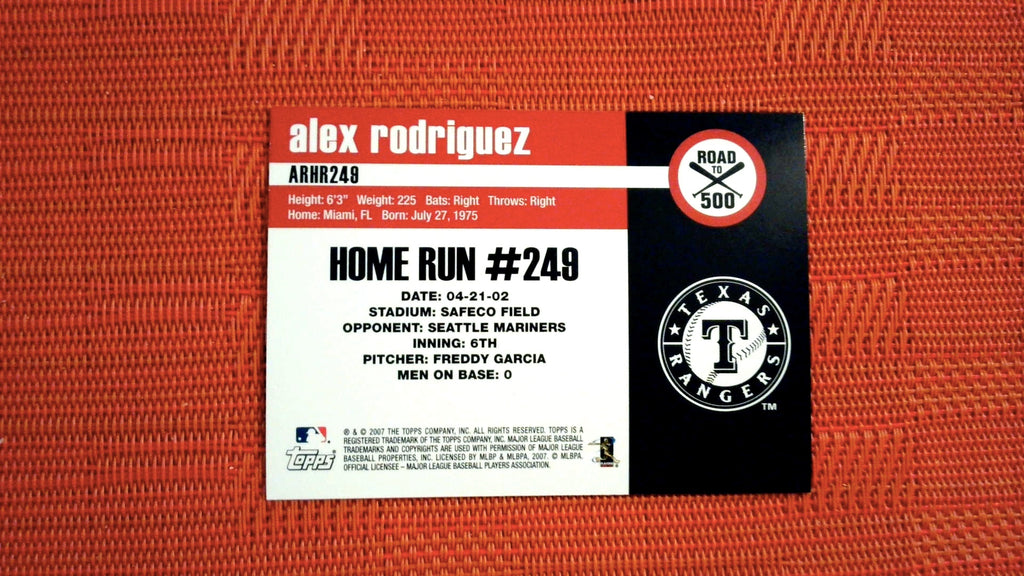 alex rodriguez
ARHR249
Height: 6'3" Weight: 225 Bats: Right Throws: Right
Home: Miami, FL Born: July 27, 1975
ROAD
TO
500
HOME RUN #249
DATE: 04-21-02
STADIUM: SAFECO FIELD
OPPONENT: SEATTLE MARINERS
INNING: 6TH
PITCHER: FREDDY GARCIA
MEN ON BASE: 0
TEXAS
T
RANGERS
TM
® & © 2007 THE TOPPS COMPANY, INC. ALL RIGHTS RESERVED. TOPPS IS A
REGISTERED TRADEMARK OF THE TOPPS COMPANY, INC. MAJOR LEAGUE BASEBALL
TRADEMARKS AND COPYRIGHTS ARE USED WITH PERMISSION OF MAJOR LEAGUE
BASEBALL PROPERTIES, INC. LICENSED BY MLBP & MLBPA, 2007. © MLBPA,
OFFICIAL LICENSEE – MAJOR LEAGUE BASEBALL PLAYERS ASSOCIATION.
Topps